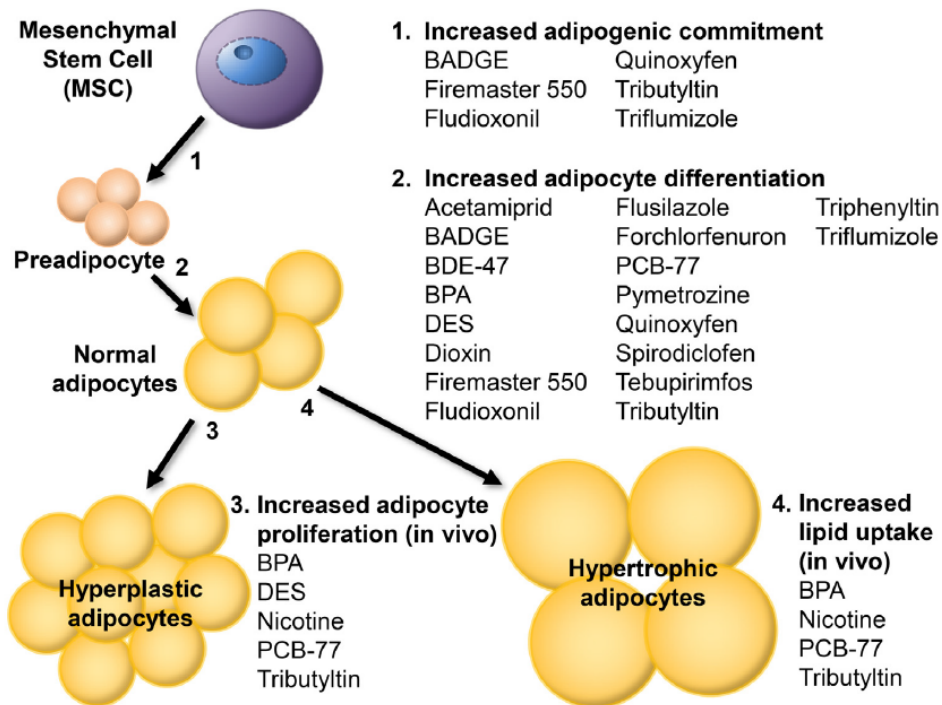 Mesenchymal
Stem Cell
(MSC)
1
Preadipocyte
2
Normal
adipocytes
3
4
Hyperplastic
adipocytes
Hypertrophic
adipocytes
1. Increased adipogenic commitment
BADGE Quinoxyfen
Firemaster 550 Tributyltin
Fludioxonil Triflumizole
2. Increased adipocyte differentiation
Acetamiprid Flusilazole Triphenyltin
BADGE Forchlorfenuron Triflumizole
BDE-47 PCB-77
BPA Pymetrozine
DES Quinoxyfen
Dioxin Spirodiclofen
Firemaster 550 Tebupirimfos
Fludioxonil Tributyltin
3. Increased adipocyte
proliferation (in vivo)
BPA
DES
Nicotine
PCB-77
Tributyltin
4. Increased
lipid uptake
(in vivo)
BPA
Nicotine
PCB-77
Tributyltin